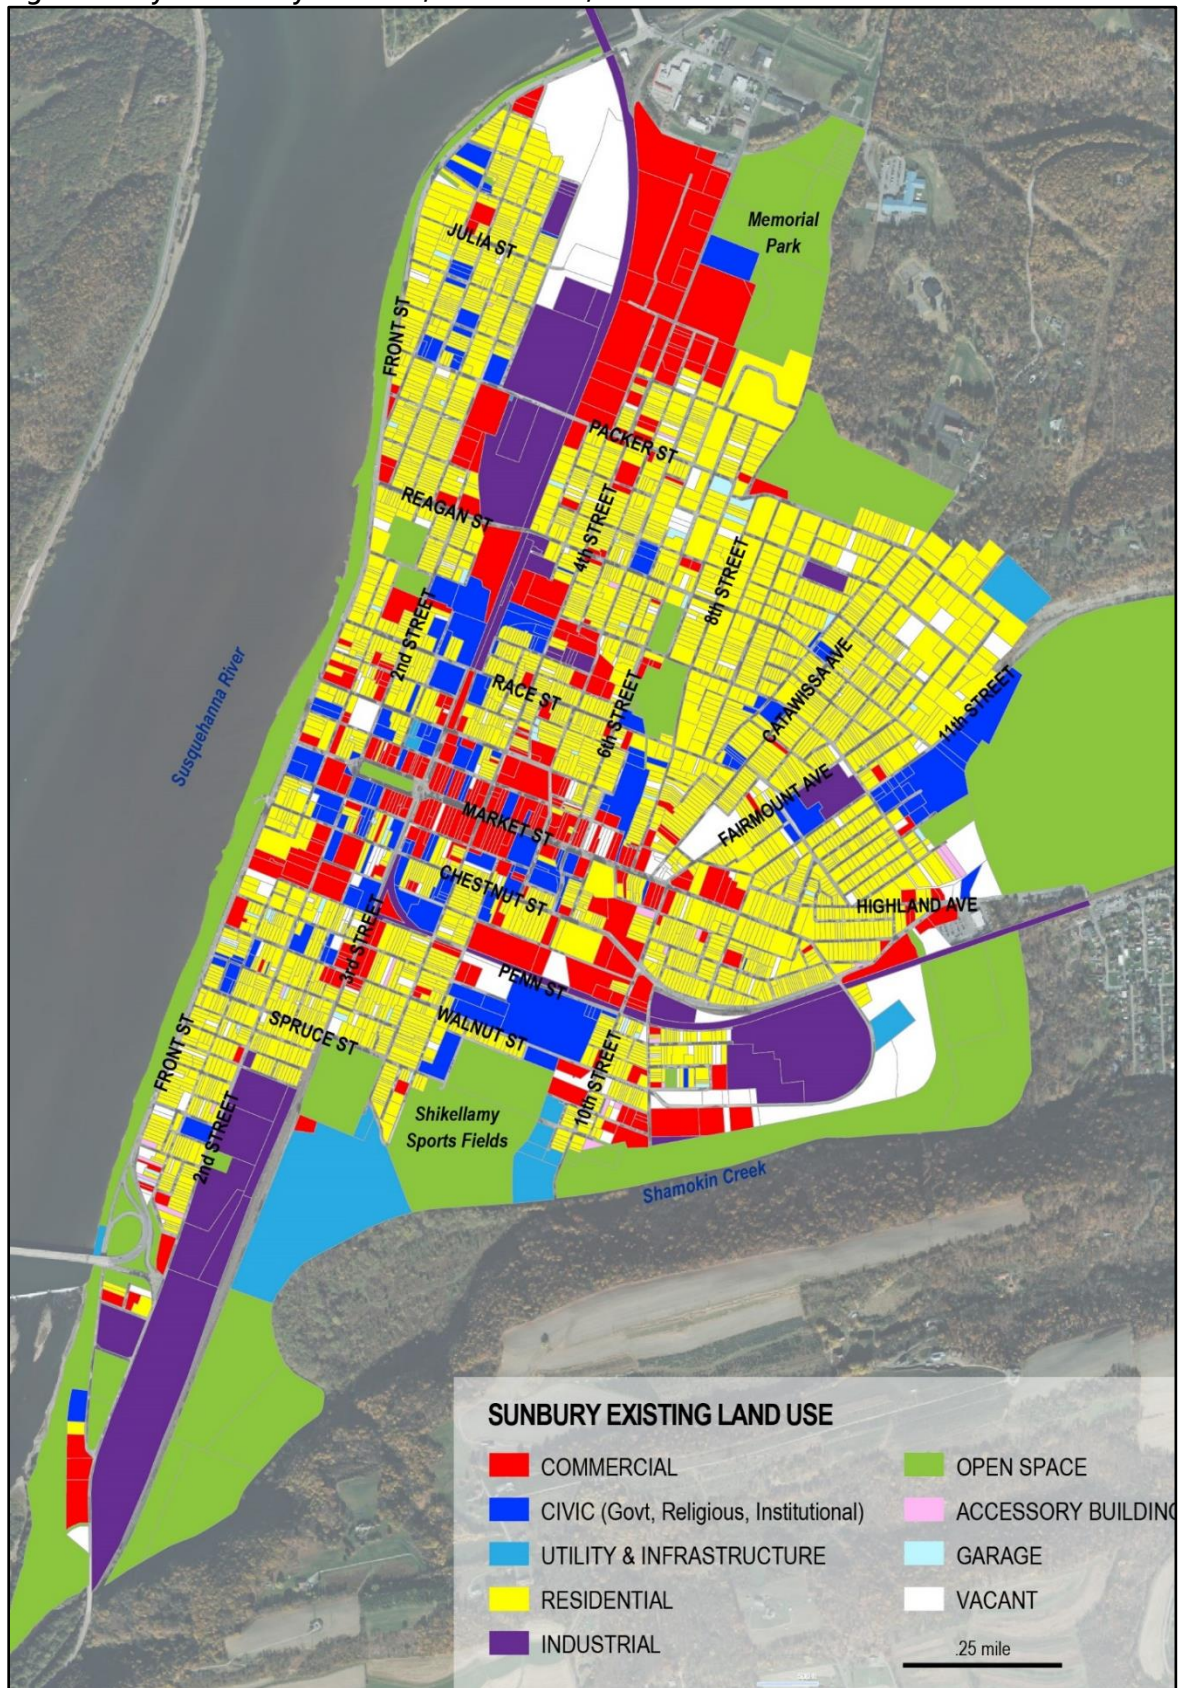 Memorial
Park
JULIA ST
FRONT ST
PACKER ST
REAGAN ST
4th STREET
8th STREET
2nd STREET
RACE ST
6th STREET
CATAWISSA AVE
11th STREET
Susquehanna River
MARKET ST
FAIRMOUNT AVE
CHESTNUT ST
HIGHLAND AVE
3rd STREET
PENN ST
WALNUT ST
SPRUCE ST
FRONT ST
10th STREET
2nd STREET
Shikellamy
Sports Fields
Shamokin Creek
SUNBURY EXISTING LAND USE
COMMERCIAL
CIVIC (Govt, Religious, Institutional)
UTILITY & INFRASTRUCTURE
RESIDENTIAL
INDUSTRIAL
OPEN SPACE
ACCESSORY BUILDING
GARAGE
VACANT
.25 mile